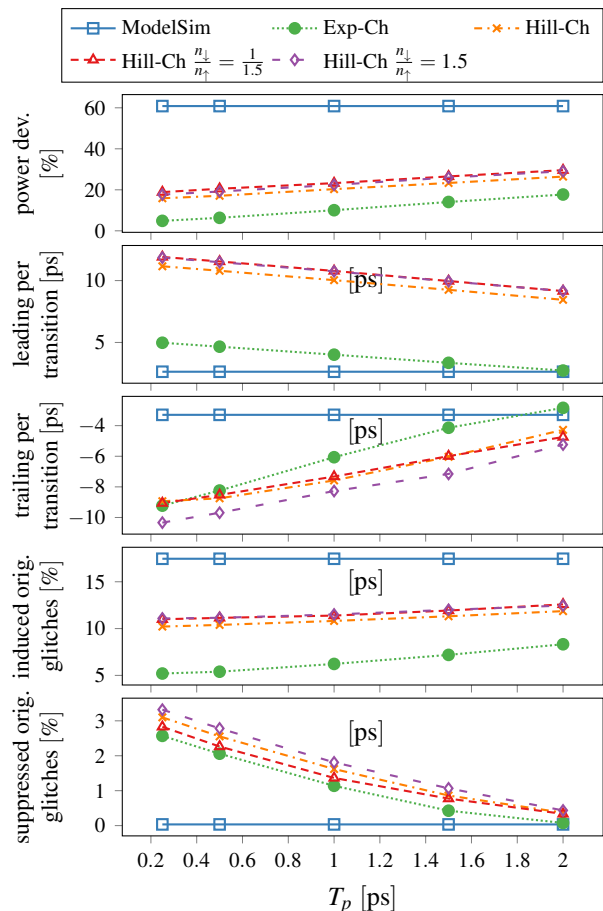 ModelSim Exp-Ch Hill-Ch
Hill-Ch n↓/n↑ = 1/1.5 Hill-Ch n↓/n↑ = 1.5
power dev.
[%]
60
40
20
0
leading per
transition [ps]
10
5
[ps]
trailing per
transition [ps]
−4
−6
−8
−10
[ps]
induced orig.
glitches [%]
15
10
5
[ps]
suppressed orig.
glitches [%]
3
2
1
0
[ps]
0.2 0.4 0.6 0.8 1 1.2 1.4 1.6 1.8 2
T_p [ps]